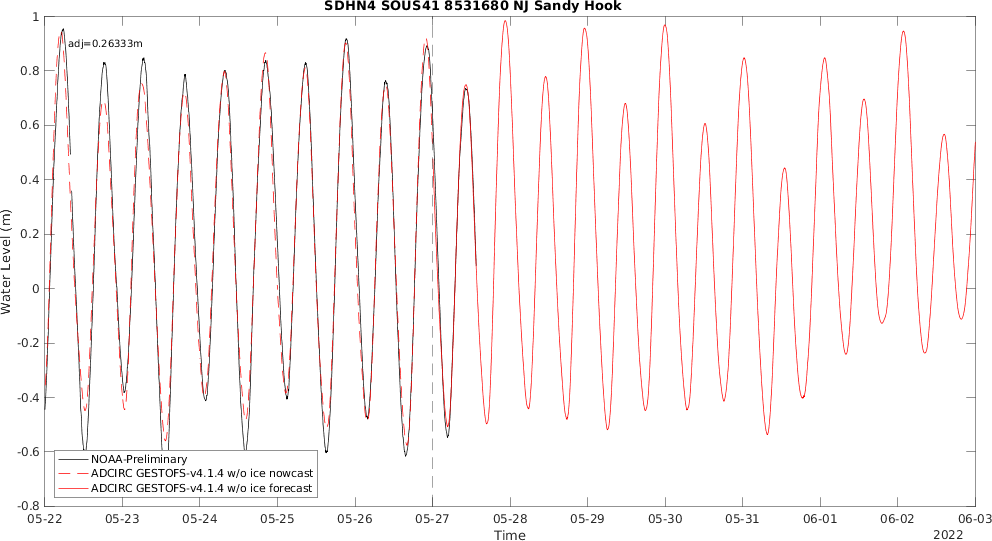 SDHN4 SOUS41 8531680 NJ Sandy Hook
adj=0.26333m
1
0.8
0.6
0.4
0.2
0
-0.2
-0.4
-0.6
-0.8
Water Level (m)
NOAA-Preliminary
ADCIRC GESTOFS-v4.1.4 w/o ice nowcast
ADCIRC GESTOFS-v4.1.4 w/o ice forecast
05-22 05-23 05-24 05-25 05-26 05-27 05-28 05-29 05-30 05-31 06-01 06-02 06-03
Time
2022